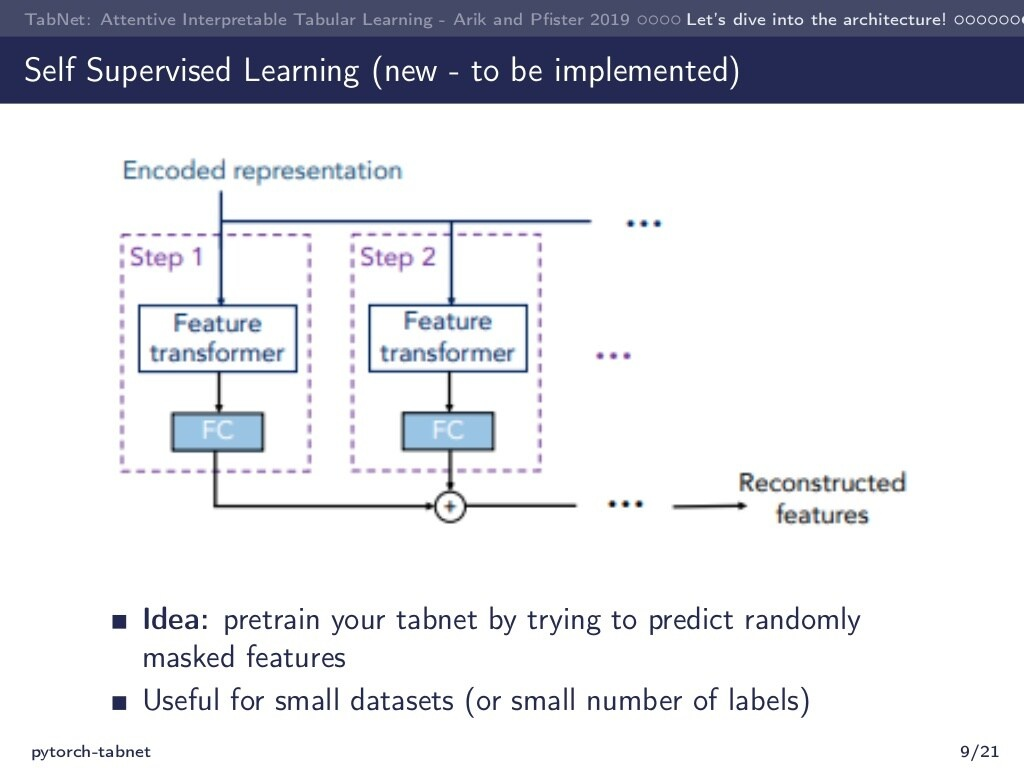 TabNet: Attentive Interpretable Tabular Learning - Arik and Pfister 2019 Let's dive into the architecture!
Self Supervised Learning (new - to be implemented)
Encoded representation
...
Step 1
Step 2
Feature
transformer
Feature
transformer
...
FC
FC
+
...
Reconstructed
features
Idea: pretrain your tabnet by trying to predict randomly
masked features
Useful for small datasets (or small number of labels)
pytorch-tabnet
9/21